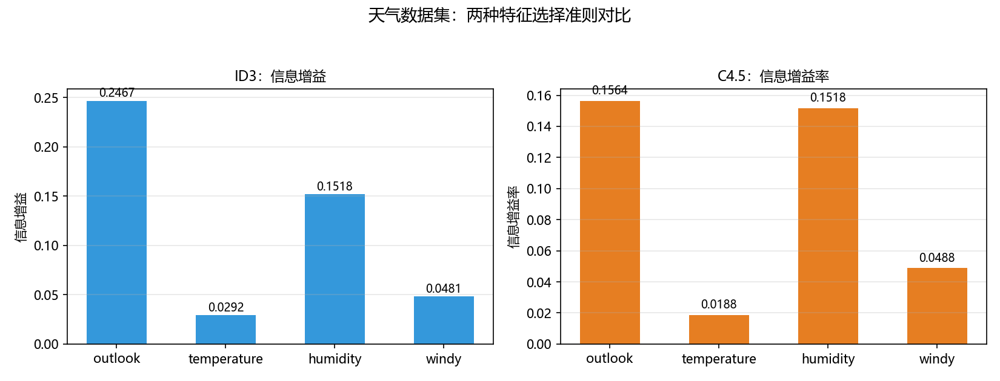 天气数据集：两种特征选择准则对比
ID3：信息增益
信息增益
0.25
0.20
0.15
0.10
0.05
0.00
0.2467
0.0292
0.1518
0.0481
outlook
temperature
humidity
windy
C4.5：信息增益率
信息增益率
0.16
0.14
0.12
0.10
0.08
0.06
0.04
0.02
0.00
0.1564
0.0188
0.1518
0.0488
outlook
temperature
humidity
windy